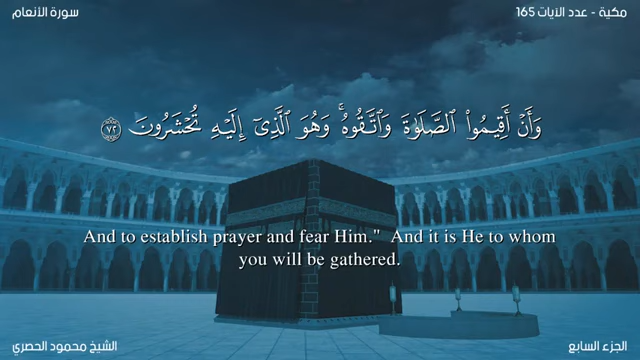 مكية - عدد الآيات 165
سورة الأنعام
وَأَنْ أَقِيمُوا۟ ٱلصَّلَوٰةَ وَٱتَّقُوهُ ۚ وَهُوَ ٱلَّذِىٓ إِلَيْهِ تُحْشَرُونَ ٧٢
And to establish prayer and fear Him."  And it is He to whom
you will be gathered.
الجزء السابع
الشيخ محمود الحصري